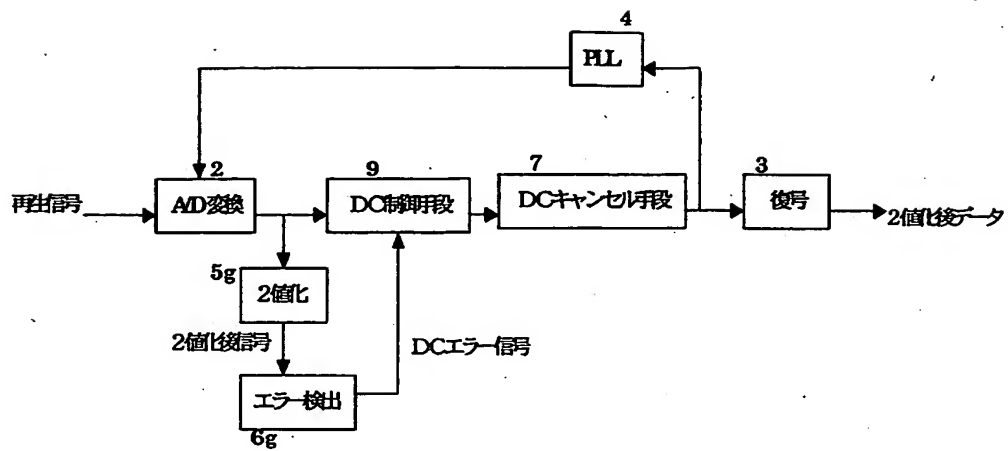 4
PLL
2
9
7
3
再生信号
A/D変換
DC制御手段
DCキャンセル手段
復号
2値化後データ
5g
2値化
2値化後信号
DCエラー信号
エラー検出
6g